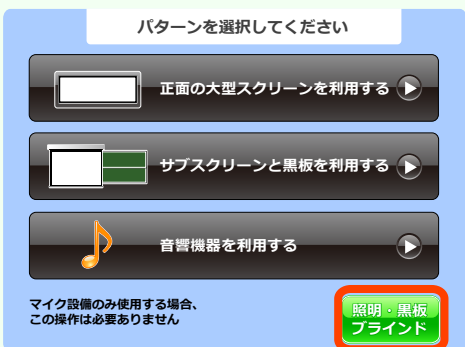 パターンを選択してください
正面の大型スクリーンを利用する
サブスクリーンと黒板を利用する
音響機器を利用する
マイク設備のみ使用する場合、
この操作は必要ありません
照明・黒板
ブラインド